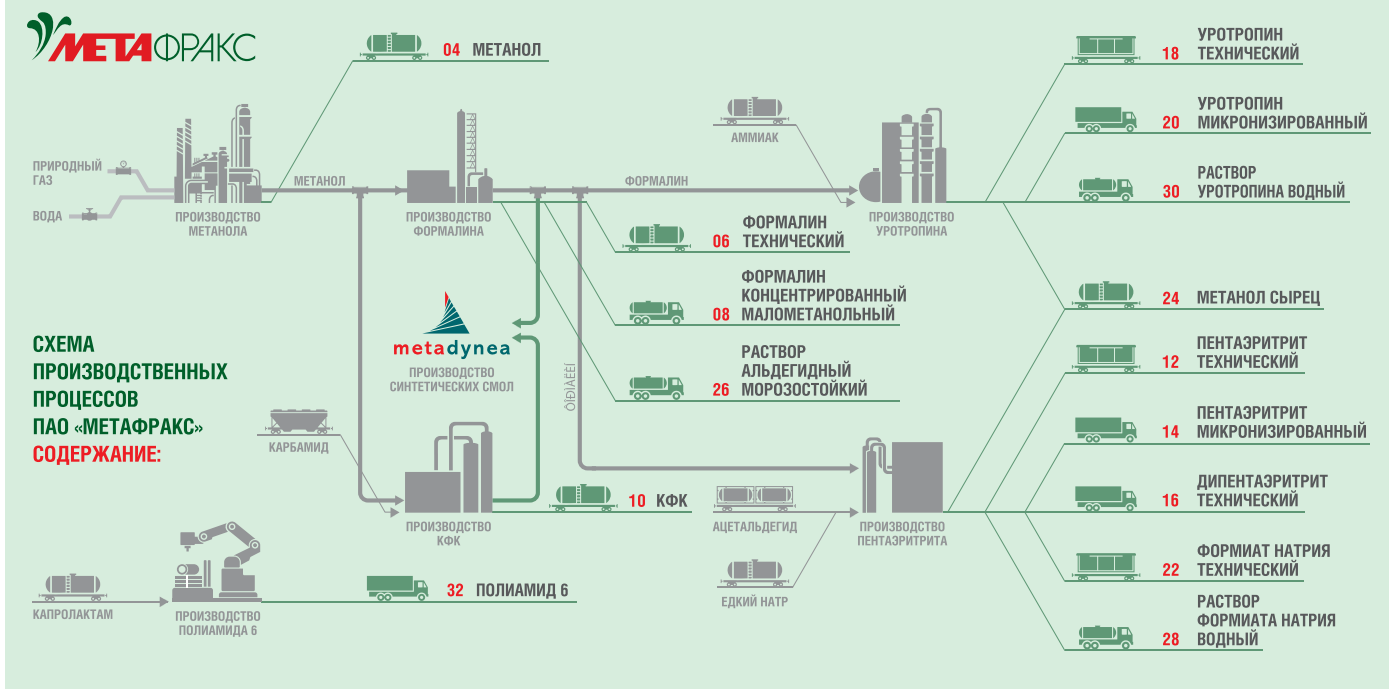 МЕТАФРАКС
04 МЕТАНОЛ
ПРИРОДНЫЙ
ГАЗ
ВОДА
ПРОИЗВОДСТВО
МЕТАНОЛА
МЕТАНОЛ
ПРОИЗВОДСТВО
ФОРМАЛИНА
ФОРМАЛИН
АММИАК
ПРОИЗВОДСТВО
УРОТРОПИНА
18 УРОТРОПИН
ТЕХНИЧЕСКИЙ
20 УРОТРОПИН
МИКРОНИЗИРОВАННЫЙ
30 РАСТВОР
УРОТРОПИНА ВОДНЫЙ
06 ФОРМАЛИН
ТЕХНИЧЕСКИЙ
08 ФОРМАЛИН
КОНЦЕНТРИРОВАННЫЙ
МАЛОМЕТАНОЛЬНЫЙ
26 РАСТВОР
АЛЬДЕГИДНЫЙ
МОРОЗОСТОЙКИЙ
24 МЕТАНОЛ СЫРЕЦ
metadynea
ПРОИЗВОДСТВО
СИНТЕТИЧЕСКИХ СМОЛ
ÔÎÐÌÀËÈÍ
СХЕМА
ПРОИЗВОДСТВЕННЫХ
ПРОЦЕССОВ
ПАО «МЕТАФРАКС»
СОДЕРЖАНИЕ:
КАРБАМИД
ПРОИЗВОДСТВО
КФК
10 КФК
АЦЕТАЛЬДЕГИД
ЕДКИЙ НАТР
ПРОИЗВОДСТВО
ПЕНТАЭРИТРИТА
12 ПЕНТАЭРИТРИТ
ТЕХНИЧЕСКИЙ
14 ПЕНТАЭРИТРИТ
МИКРОНИЗИРОВАННЫЙ
16 ДИПЕНТАЭРИТРИТ
ТЕХНИЧЕСКИЙ
22 ФОРМИАТ НАТРИЯ
ТЕХНИЧЕСКИЙ
28 РАСТВОР
ФОРМИАТА НАТРИЯ
ВОДНЫЙ
КАПРОЛАКТАМ
ПРОИЗВОДСТВО
ПОЛИАМИДА 6
32 ПОЛИАМИД 6